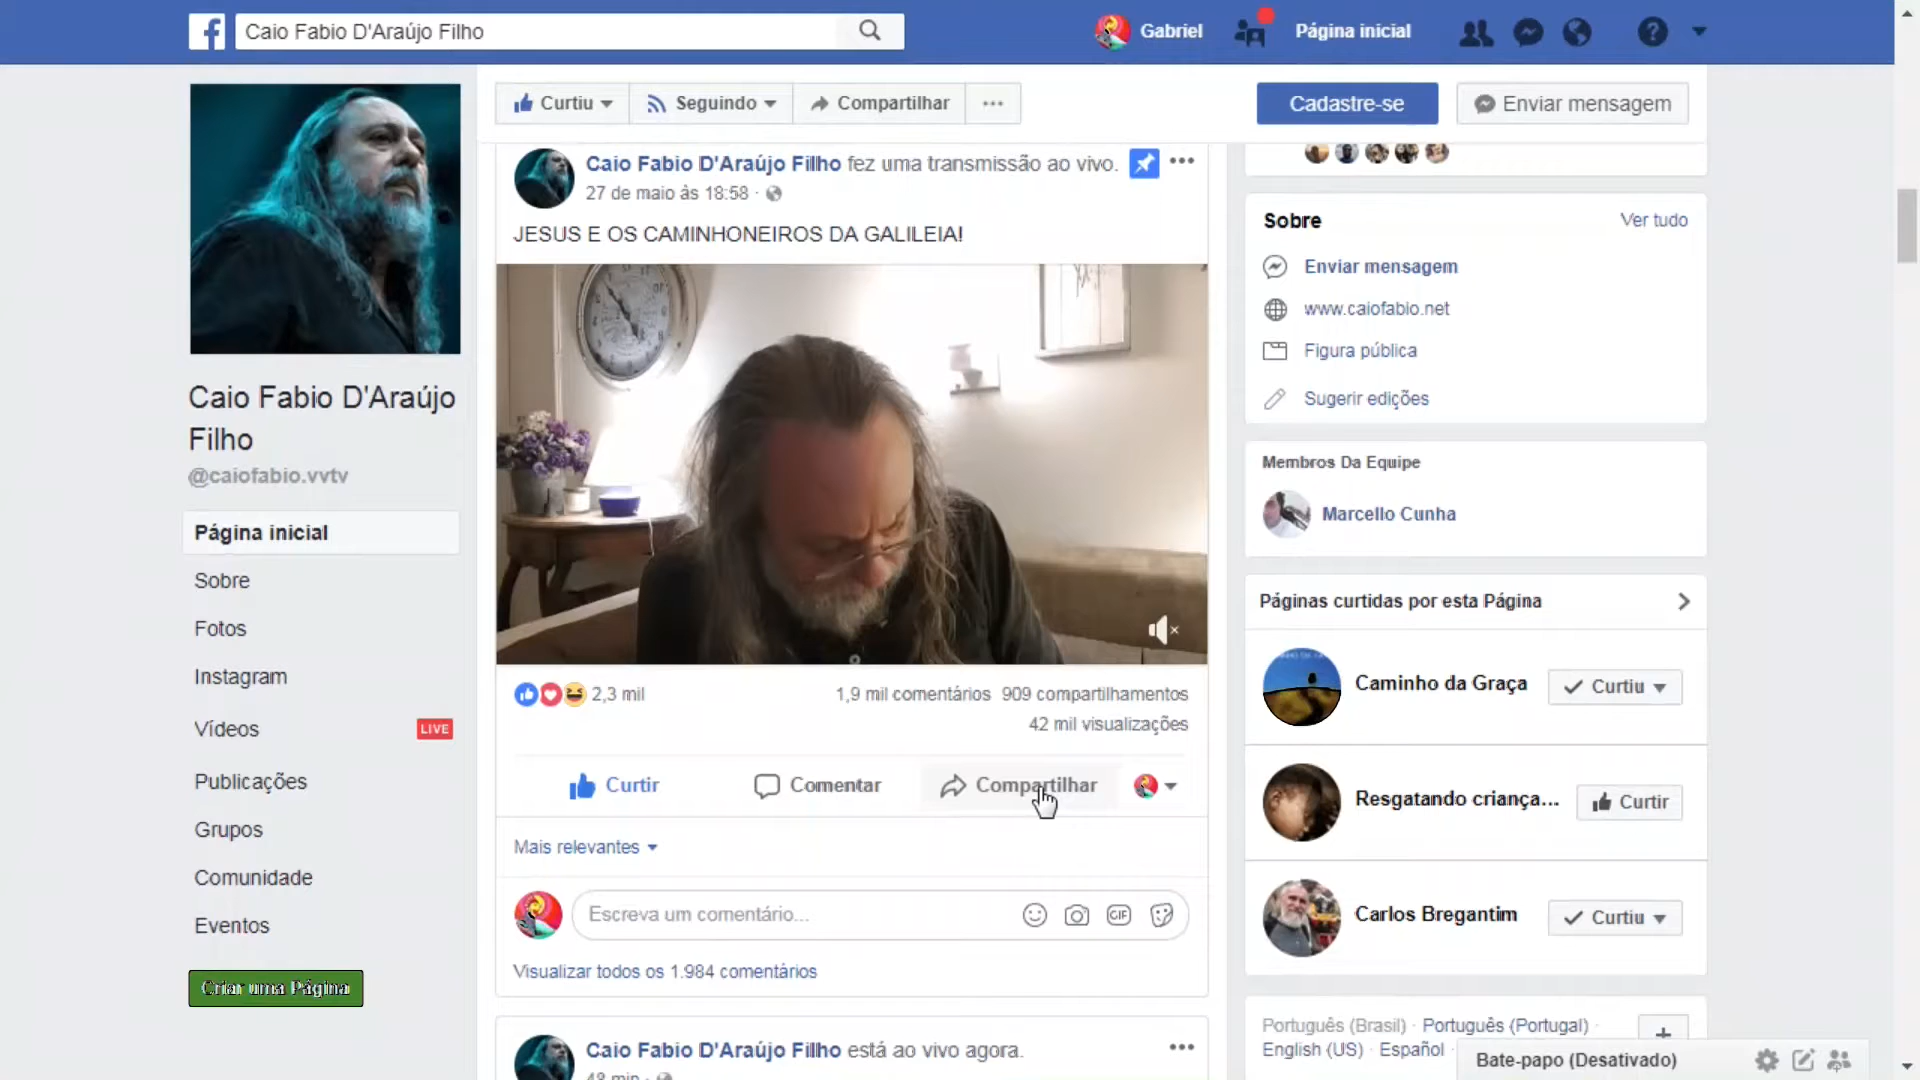 Caio Fabio D'Araújo Filho
Gabriel
Página inicial
Curtiu
Seguindo
Compartilhar
Cadastre-se
Enviar mensagem
Caio Fabio D'Araújo Filho fez uma transmissão ao vivo.
27 de maio às 18:58 ·
JESUS E OS CAMINHONEIROS DA GALILEIA!
Caio Fabio D'Araújo
Filho
@caiofabio.vvtv
Página inicial
Sobre
Fotos
Instagram
Vídeos
LIVE
Publicações
Grupos
Comunidade
Eventos
Criar uma Página
2,3 mil
1,9 mil comentários 909 compartilhamentos
42 mil visualizações
Curtir
Comentar
Compartilhar
Mais relevantes
Escreva um comentário...
GIF
Visualizar todos os 1.984 comentários
Caio Fabio D'Araújo Filho está ao vivo agora.
48 min ·
Sobre
Ver tudo
Enviar mensagem
www.caiofabio.net
Figura pública
Sugerir edições
Membros Da Equipe
Marcello Cunha
Páginas curtidas por esta Página
Caminho da Graça
Curtiu
Resgatando criança...
Curtir
Carlos Bregantim
Curtiu
Português (Brasil) · Português (Portugal) ·
English (US) · Español
Bate-papo (Desativado)